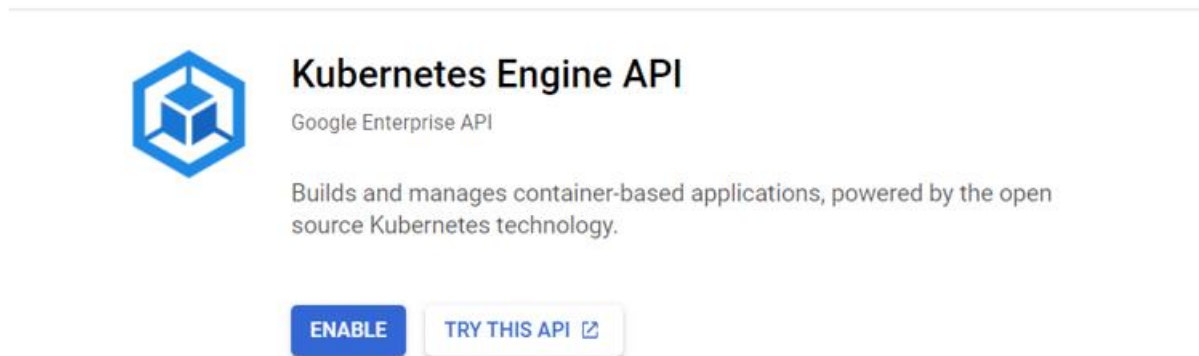 Kubernetes Engine API
Google Enterprise API
Builds and manages container-based applications, powered by the open
source Kubernetes technology.
ENABLE
TRY THIS API